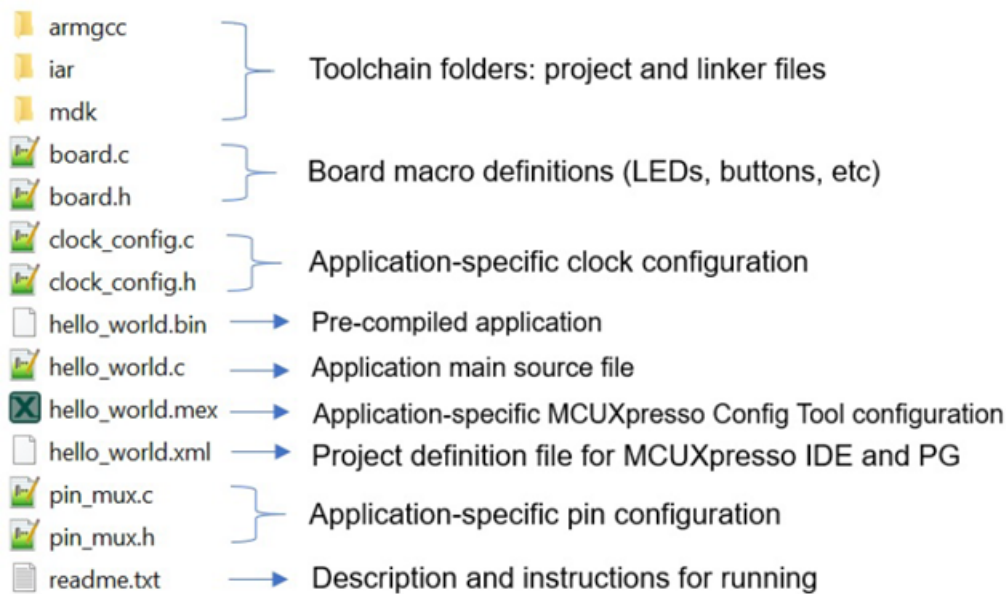 armgcc
iar
Toolchain folders: project and linker files
mdk
board.c
Board macro definitions (LEDs, buttons, etc)
board.h
clock_config.c
Application-specific clock configuration
clock_config.h
hello_world.bin Pre-compiled application
hello_world.c Application main source file
hello_world.mex Application-specific MCUXpresso Config Tool configuration
hello_world.xml Project definition file for MCUXpresso IDE and PG
pin_mux.c
Application-specific pin configuration
pin_mux.h
readme.txt Description and instructions for running